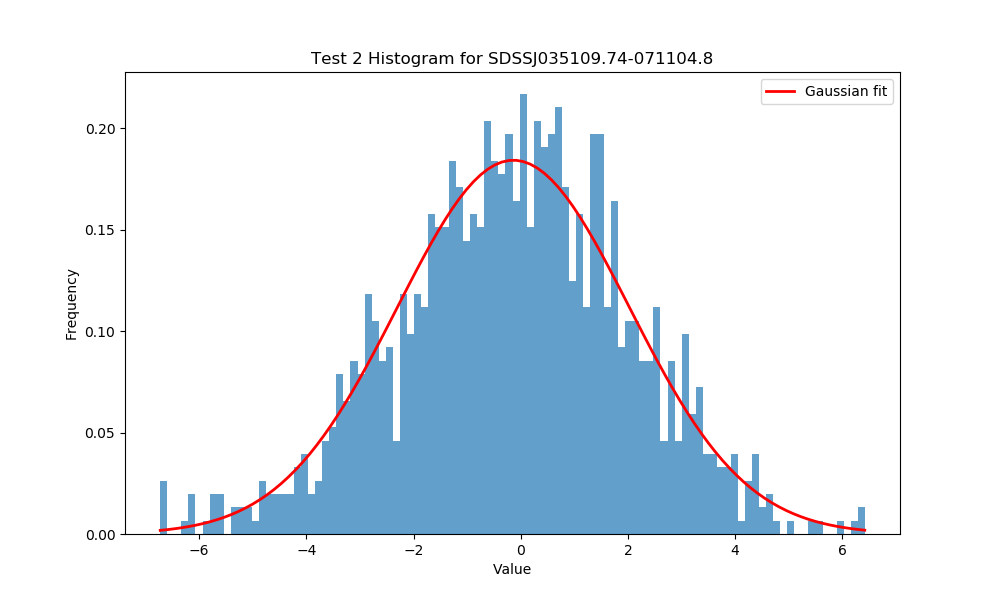 Test 2 Histogram for SDSSJ035109.74-071104.8
Gaussian fit
0.20
0.15
0.10
0.05
0.00
Frequency
−6 −4 −2 0 2 4 6
Value